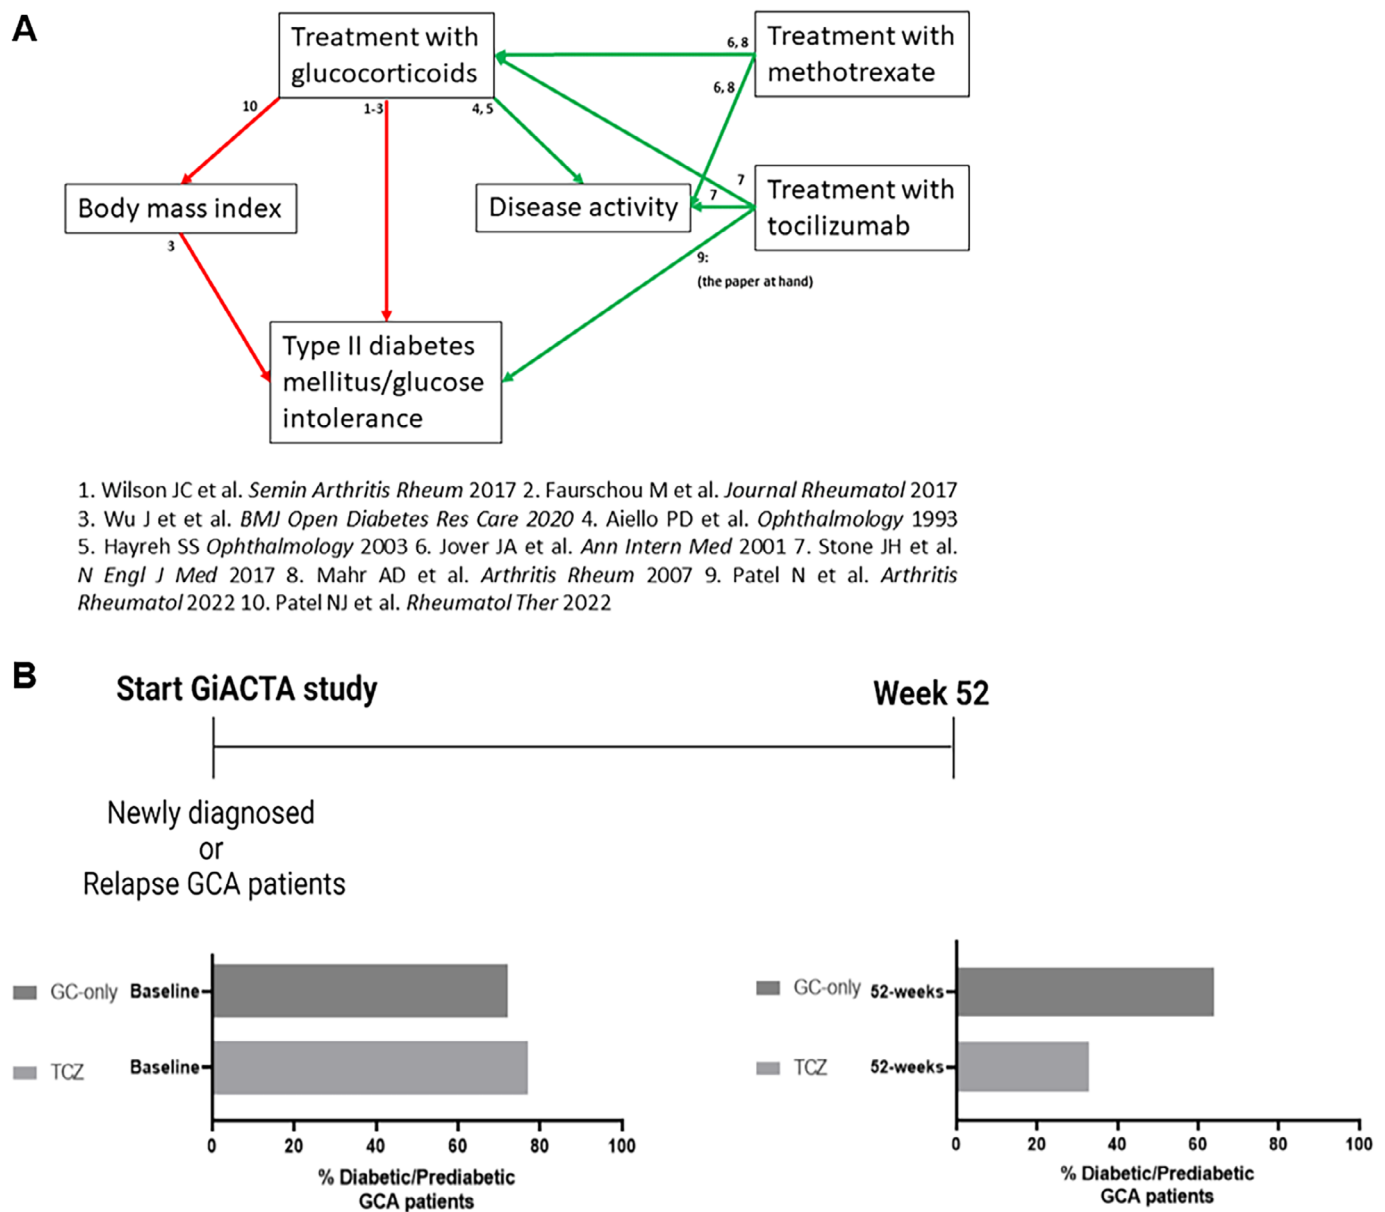 A
Treatment with
glucocorticoids
6, 8
Treatment with
methotrexate
6, 8
10
1-3
4, 5
7
7
Treatment with
tocilizumab
Body mass index
Disease activity
3
9:
(the paper at hand)
Type II diabetes
mellitus/glucose
intolerance
1. Wilson JC et al. Semin Arthritis Rheum 2017 2. Faurschou M et al. Journal Rheumatol 2017
3. Wu J et et al. BMJ Open Diabetes Res Care 2020 4. Aiello PD et al. Ophthalmology 1993
5. Hayreh SS Ophthalmology 2003 6. Jover JA et al. Ann Intern Med 2001 7. Stone JH et al.
N Engl J Med 2017 8. Mahr AD et al. Arthritis Rheum 2007 9. Patel N et al. Arthritis
Rheumatol 2022 10. Patel NJ et al. Rheumatol Ther 2022
B
Start GiACTA study
Week 52
Newly diagnosed
or
Relapse GCA patients
GC-only
Baseline
TCZ
Baseline
0 20 40 60 80 100
% Diabetic/Prediabetic
GCA patients
GC-only
52-weeks
TCZ
52-weeks
0 20 40 60 80 100
% Diabetic/Prediabetic
GCA patients